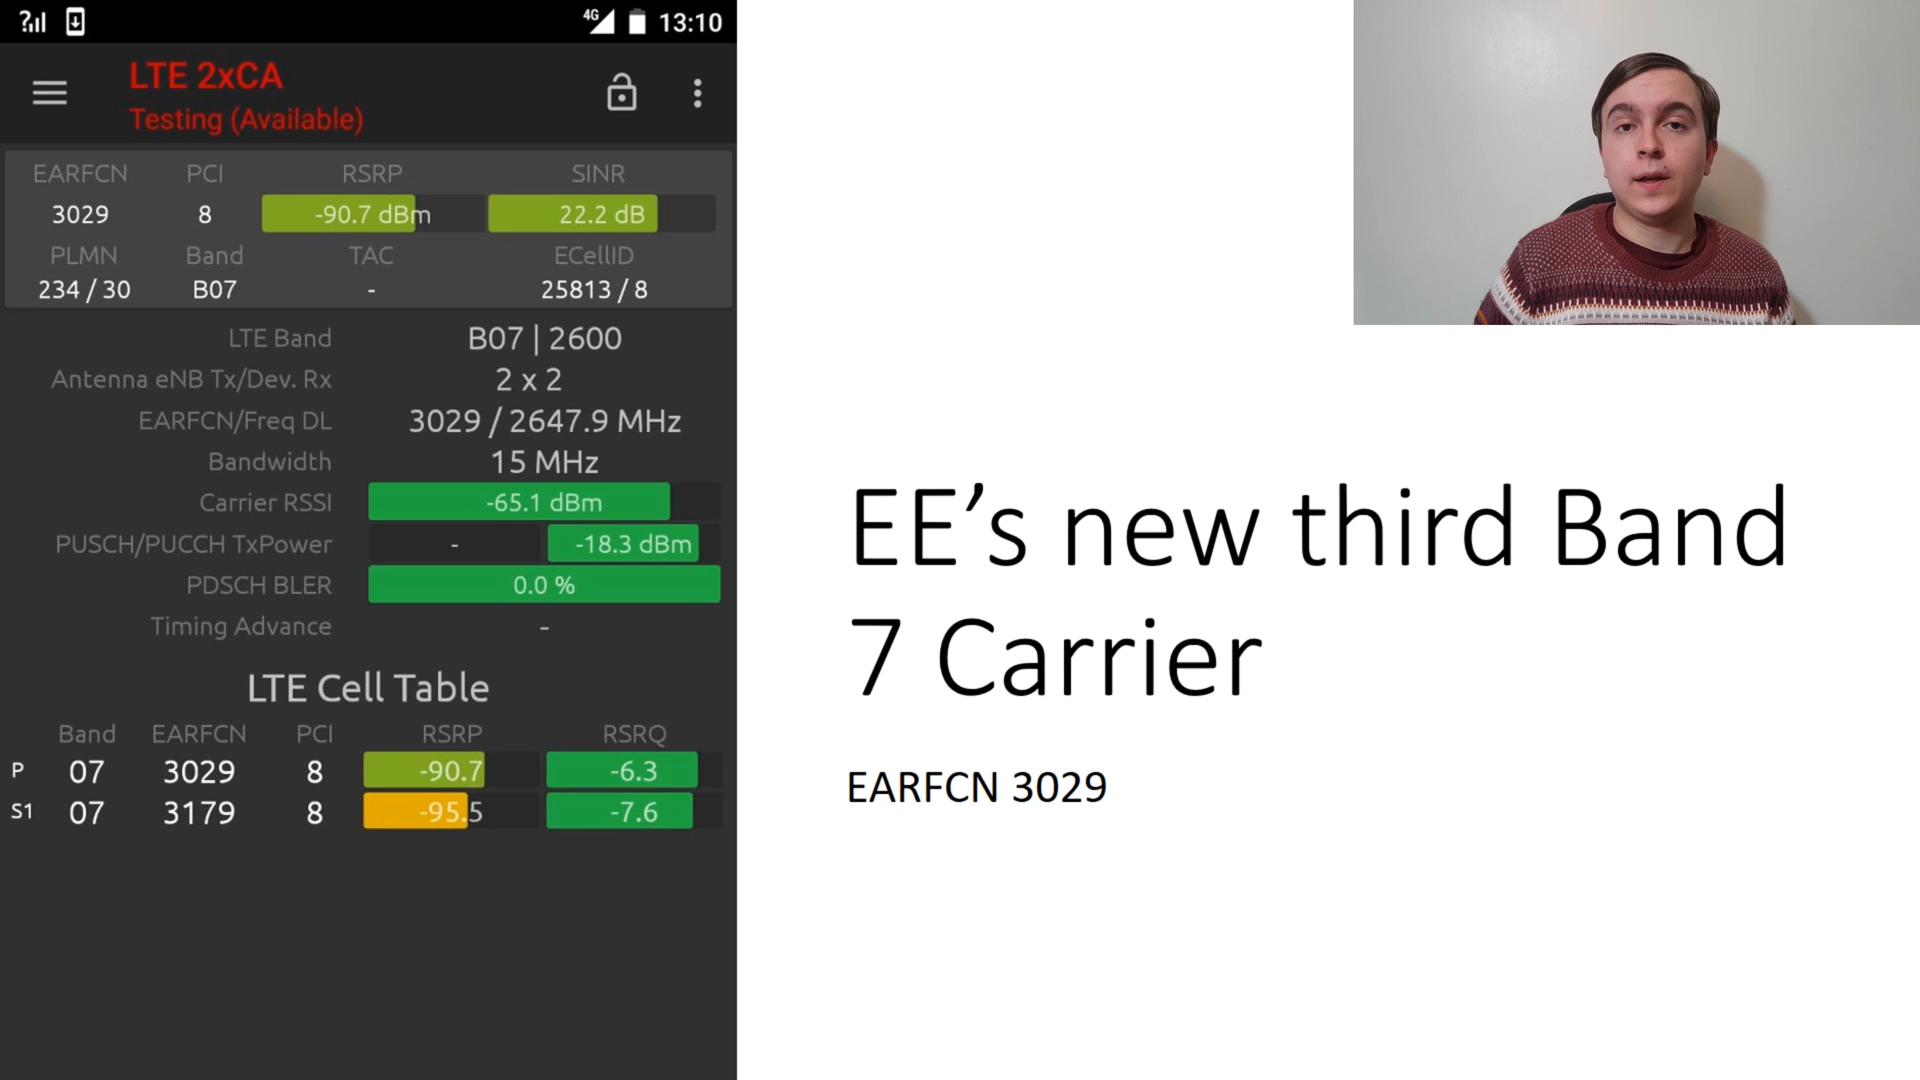 ?
4G
13:10
LTE 2xCA
Testing (Available)
EARFCN PCI RSRP SINR
3029 8 -90.7 dBm 22.2 dB
PLMN Band TAC ECellID
234 / 30 B07 - 25813 / 8
LTE Band B07 | 2600
Antenna eNB Tx/Dev. Rx 2 x 2
EARFCN/Freq DL 3029 / 2647.9 MHz
Bandwidth 15 MHz
Carrier RSSI -65.1 dBm
PUSCH/PUCCH TxPower - -18.3 dBm
PDSCH BLER 0.0 %
Timing Advance -
LTE Cell Table
Band EARFCN PCI RSRP RSRQ
P 07 3029 8 -90.7 -6.3
S1 07 3179 8 -95.5 -7.6
EE’s new third Band
7 Carrier
EARFCN 3029